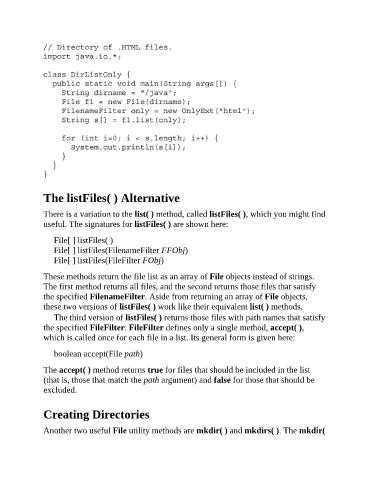 // Directory of .HTML files.
import java.io.*;
class DirListOnly {
public static void main(String args[]) {
String dirname = "/java";
File f1 = new File(dirname);
FilenameFilter only = new OnlyExt("html");
String s[] = f1.list(only);
for (int i=0; i < s.length; i++) {
System.out.println(s[i]);
}
}
}
The listFiles( ) Alternative
There is a variation to the list( ) method, called listFiles( ), which you might find
useful. The signatures for listFiles( ) are shown here:
File[ ] listFiles( )
File[ ] listFiles(FilenameFilter FFObj)
File[ ] listFiles(FileFilter FObj)
These methods return the file list as an array of File objects instead of strings.
The first method returns all files, and the second returns those files that satisfy
the specified FilenameFilter. Aside from returning an array of File objects,
these two versions of listFiles( ) work like their equivalent list( ) methods.
The third version of listFiles( ) returns those files with path names that satisfy
the specified FileFilter. FileFilter defines only a single method, accept( ),
which is called once for each file in a list. Its general form is given here:
boolean accept(File path)
The accept( ) method returns true for files that should be included in the list
(that is, those that match the path argument) and false for those that should be
excluded.
Creating Directories
Another two useful File utility methods are mkdir( ) and mkdirs( ). The mkdir(